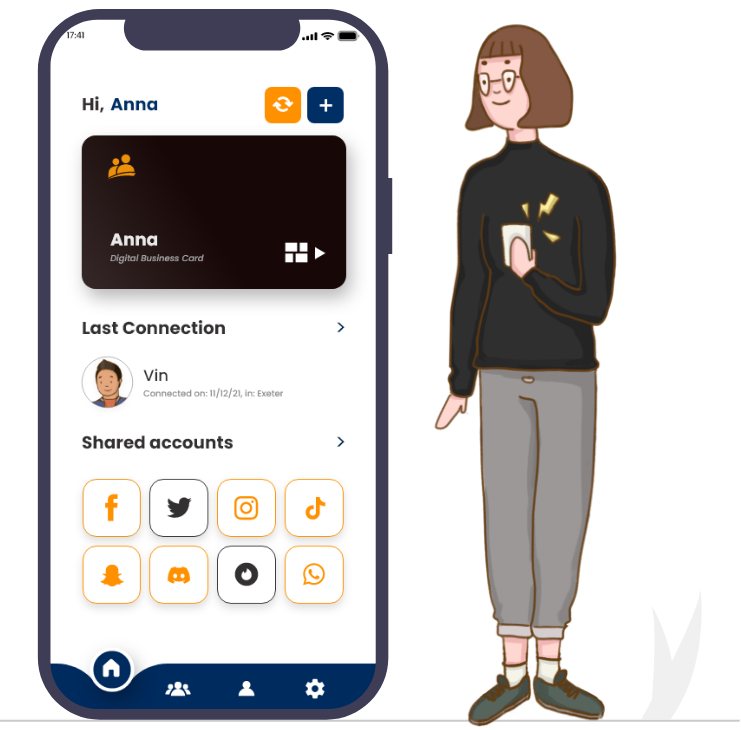 17:41
Hi, Anna
Anna
Digital Business Card
Last Connection
Vin
Connected on: 11/12/21, in: Exeter
Shared accounts